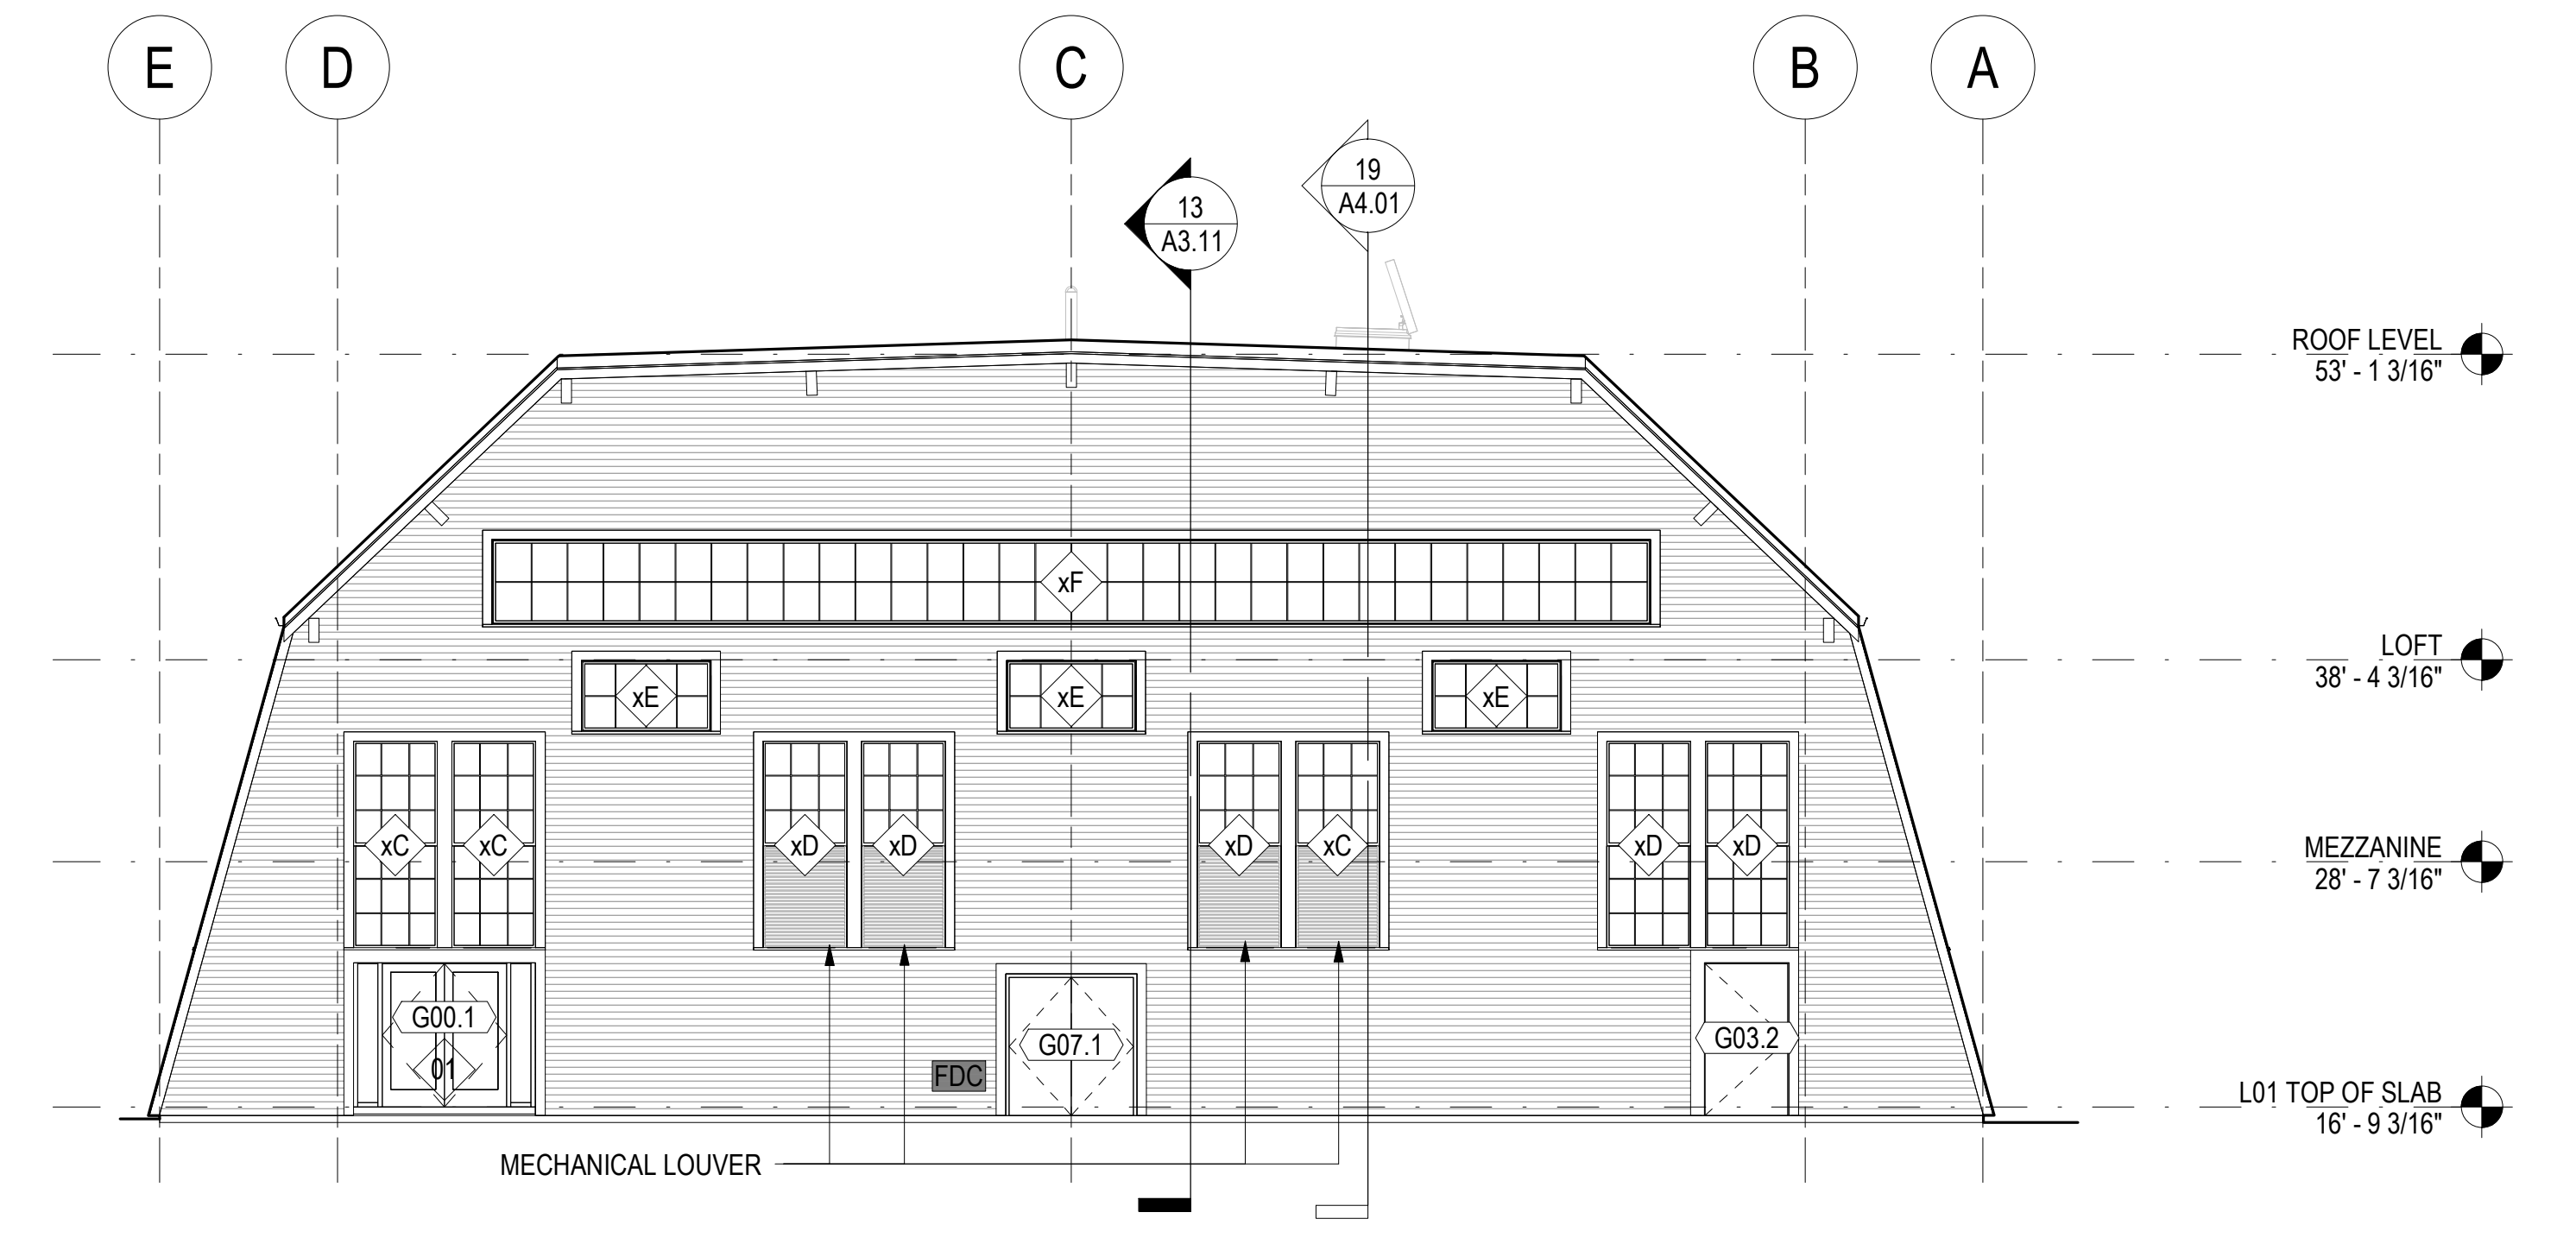 E
D
C
B
A
13
A3.11
19
A4.01
ROOF LEVEL
53' - 1 3/16"
xF
LOFT
38' - 4 3/16"
xE
xE
xE
xC
xC
xD
xD
xD
xC
xD
xD
MEZZANINE
28' - 7 3/16"
G00.1
01
G07.1
G03.2
FDC
L01 TOP OF SLAB
16' - 9 3/16"
MECHANICAL LOUVER